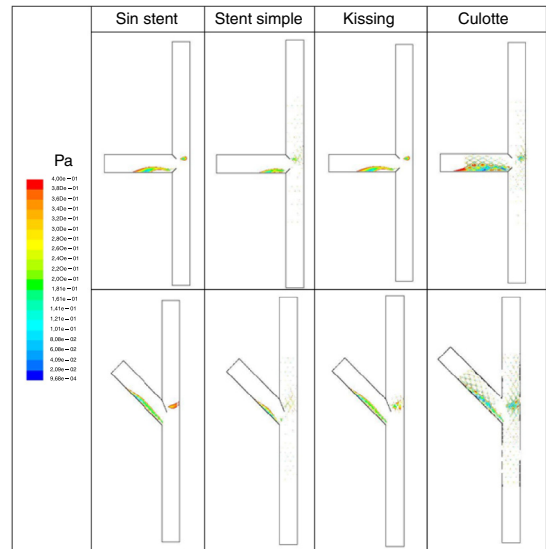 Sin stent Stent simple Kissing Culotte
Pa
4,00e−01
3,80e−01
3,60e−01
3,40e−01
3,20e−01
3,00e−01
2,80e−01
2,60e−01
2,40e−01
2,20e−01
2,00e−01
1,81e−01
1,61e−01
1,41e−01
1,21e−01
1,01e−01
8,08e−02
6,08e−02
4,09e−02
2,09e−02
9,68e−04